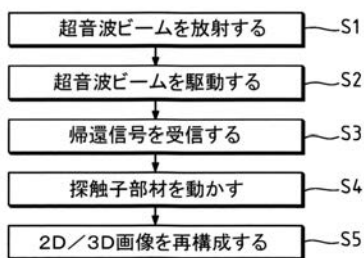 超音波ビームを放射する S1
超音波ビームを駆動する S2
帰還信号を受信する S3
探触子部材を動かす S4
2D/3D画像を再構成する S5